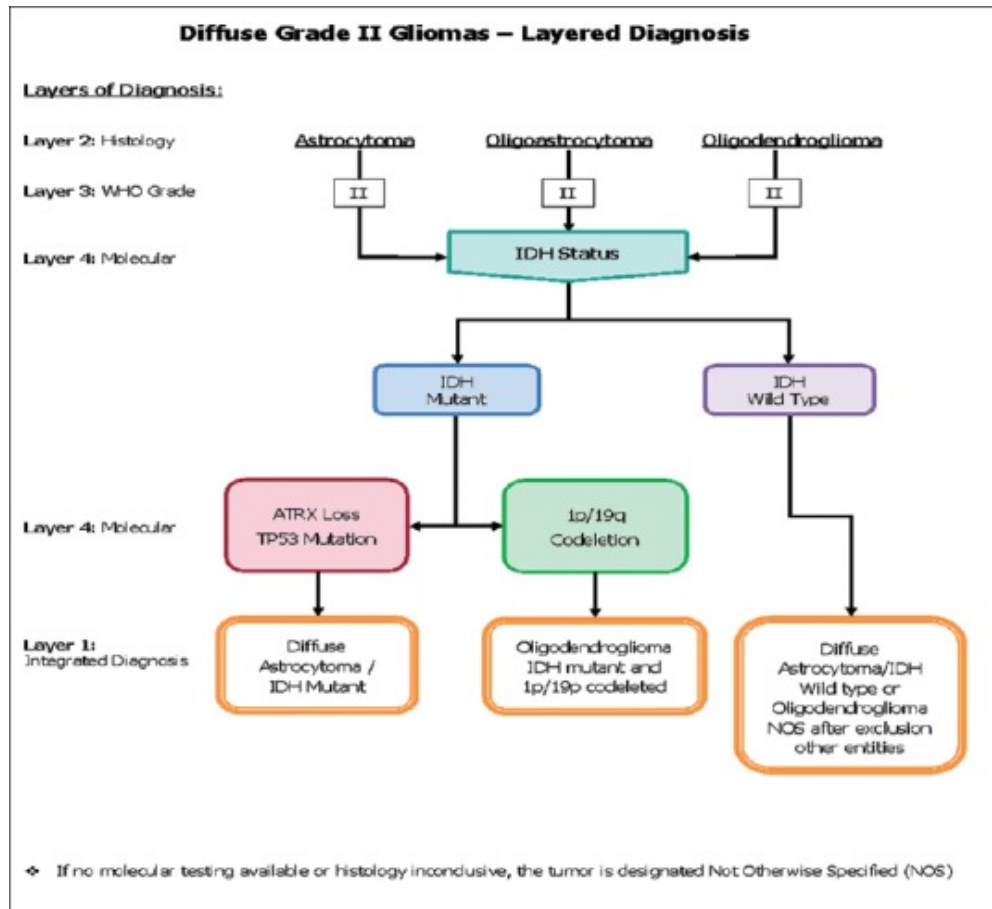 Diffuse Grade II Gliomas – Layered Diagnosis
Layers of Diagnosis:
Layer 2: Histology
Astrocytoma
Oligoastrocytoma
Oligodendroglioma
Layer 3: WHO Grade
II
II
II
Layer 4: Molecular
IDH Status
IDH
Mutant
IDH
Wild Type
Layer 4: Molecular
ATRX Loss
TP53 Mutation
1p/19q
Codeletion
Layer 1:
Integrated Diagnosis
Diffuse
Astrocytoma /
IDH Mutant
Oligodendroglioma
IDH mutant and
1p/19p codeleted
Diffuse
Astrocytoma/IDH
Wild type or
Oligodendroglioma
NOS after exclusion
other entities
❖ If no molecular testing available or histology inconclusive, the tumor is designated Not Otherwise Specified (NOS)